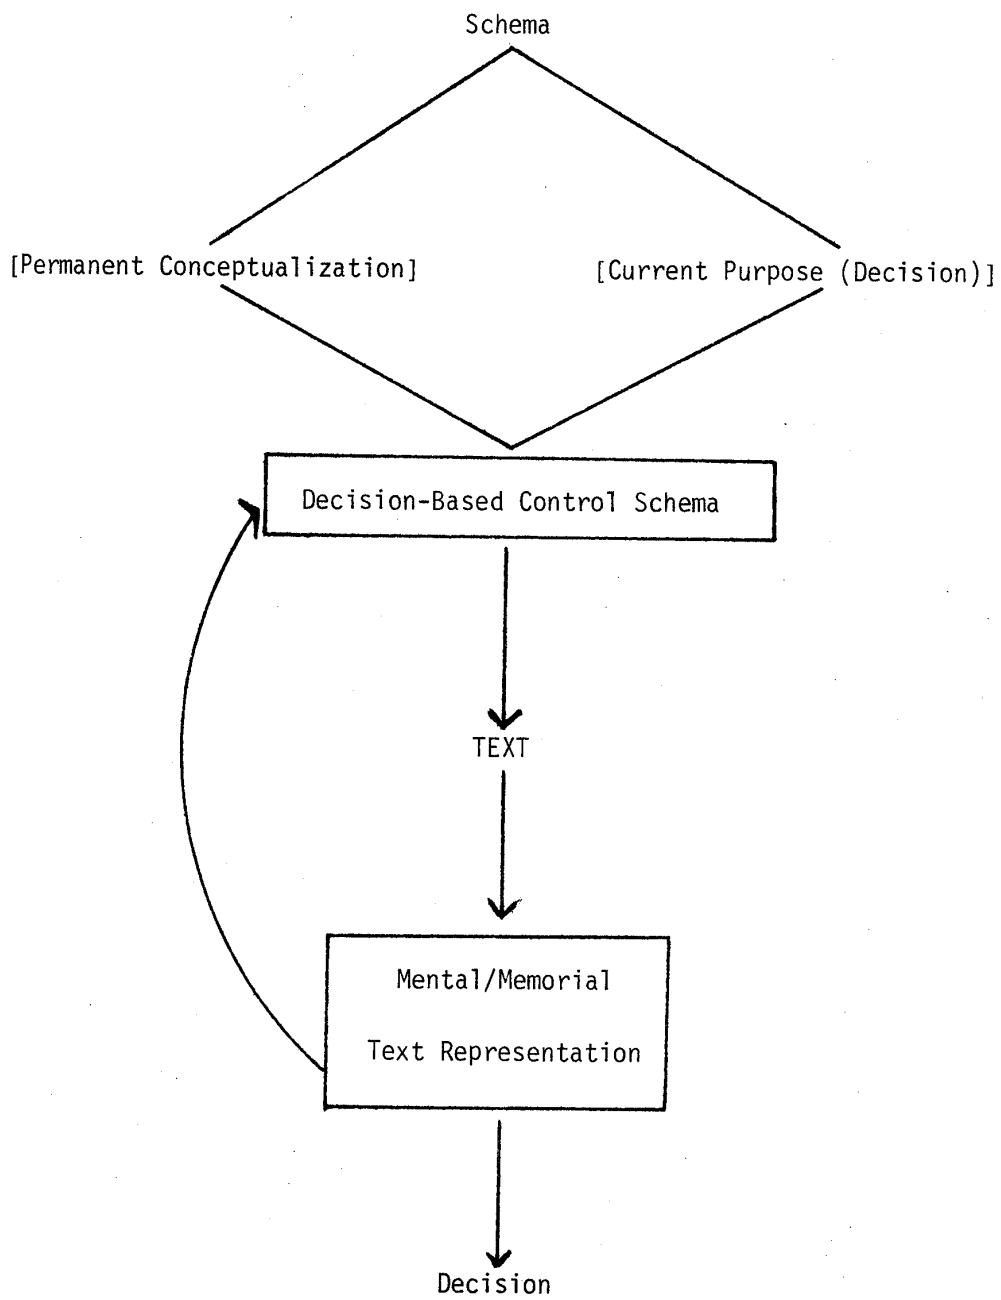 Schema
[Permanent Conceptualization]
[Current Purpose (Decision)]
Decision-Based Control Schema
TEXT
Mental/Memorial
Text Representation
Decision